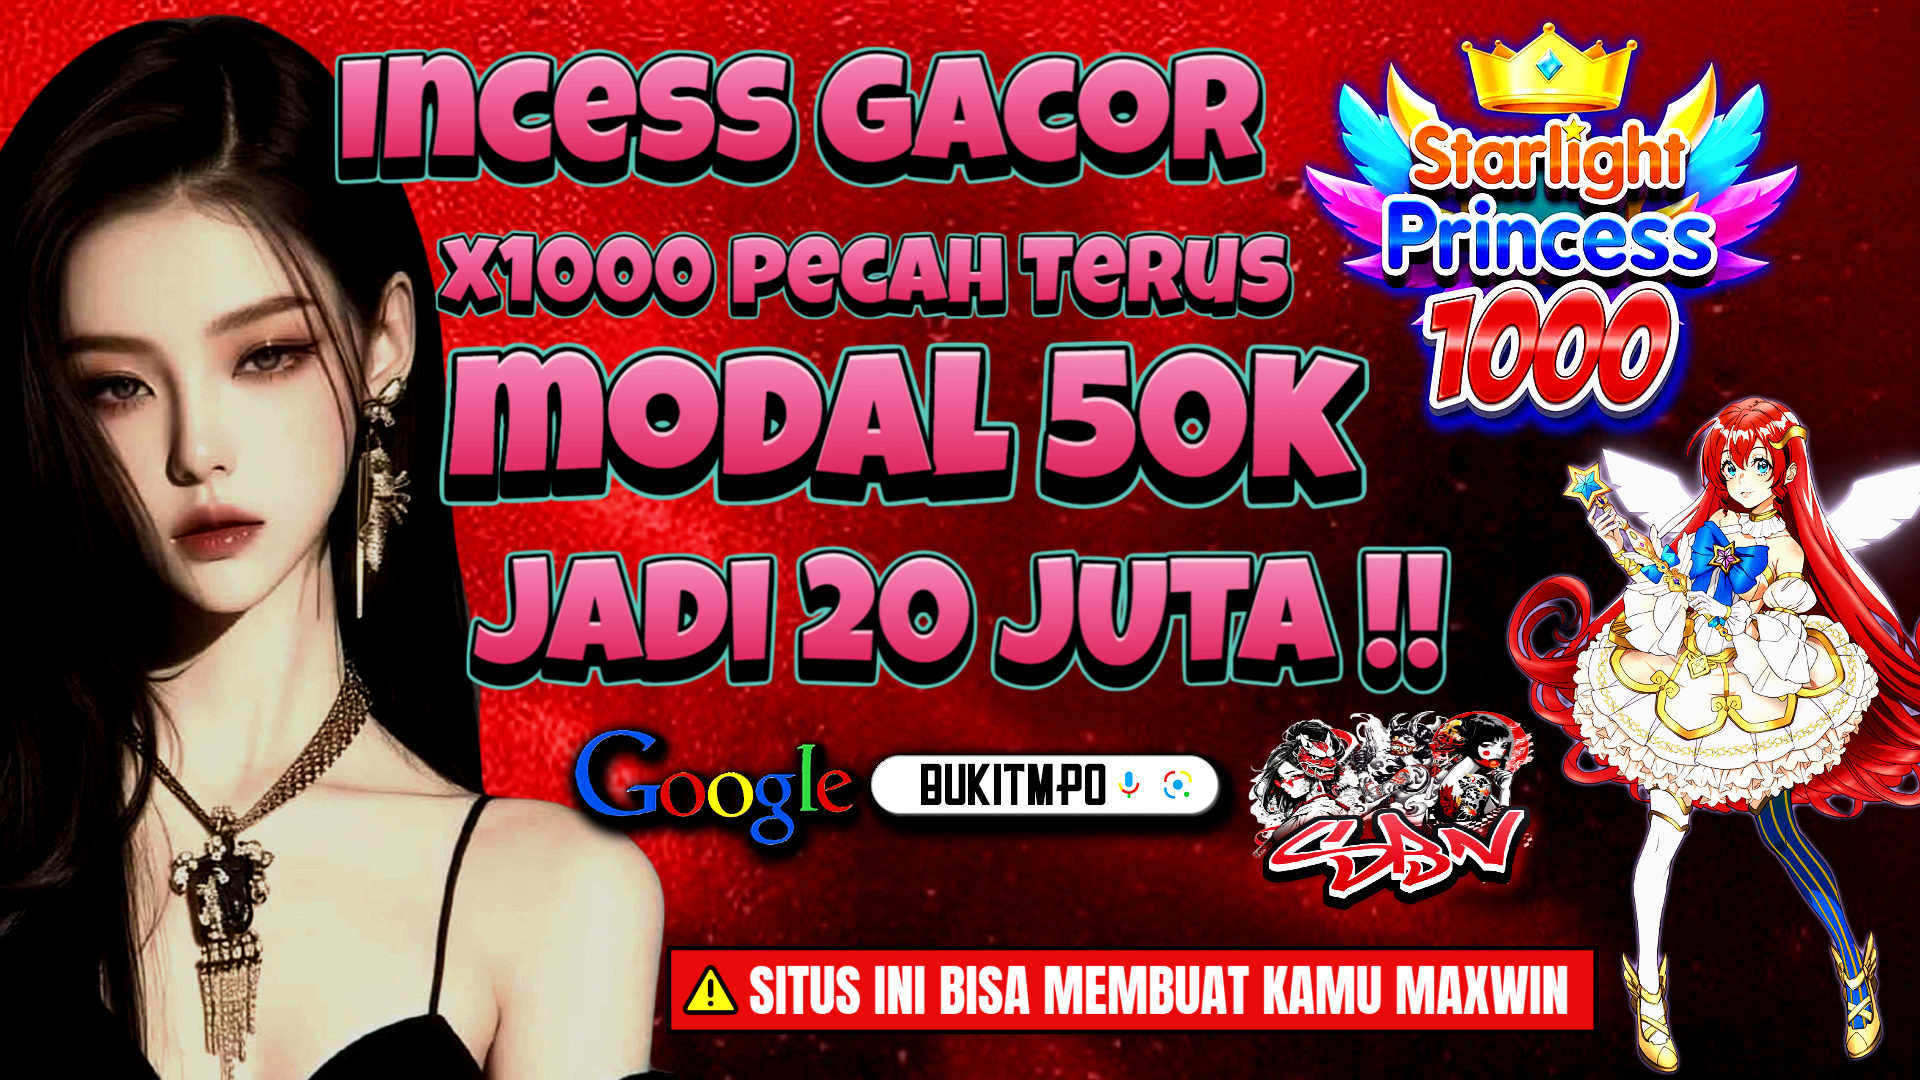 INCESS GACOR
X1000 PECAH TERUS
MODAL 50K
JADI 20 JUTA !!
Starlight
Princess
1000
Google
BUKITMPO
SBN
SITUS INI BISA MEMBUAT KAMU MAXWIN